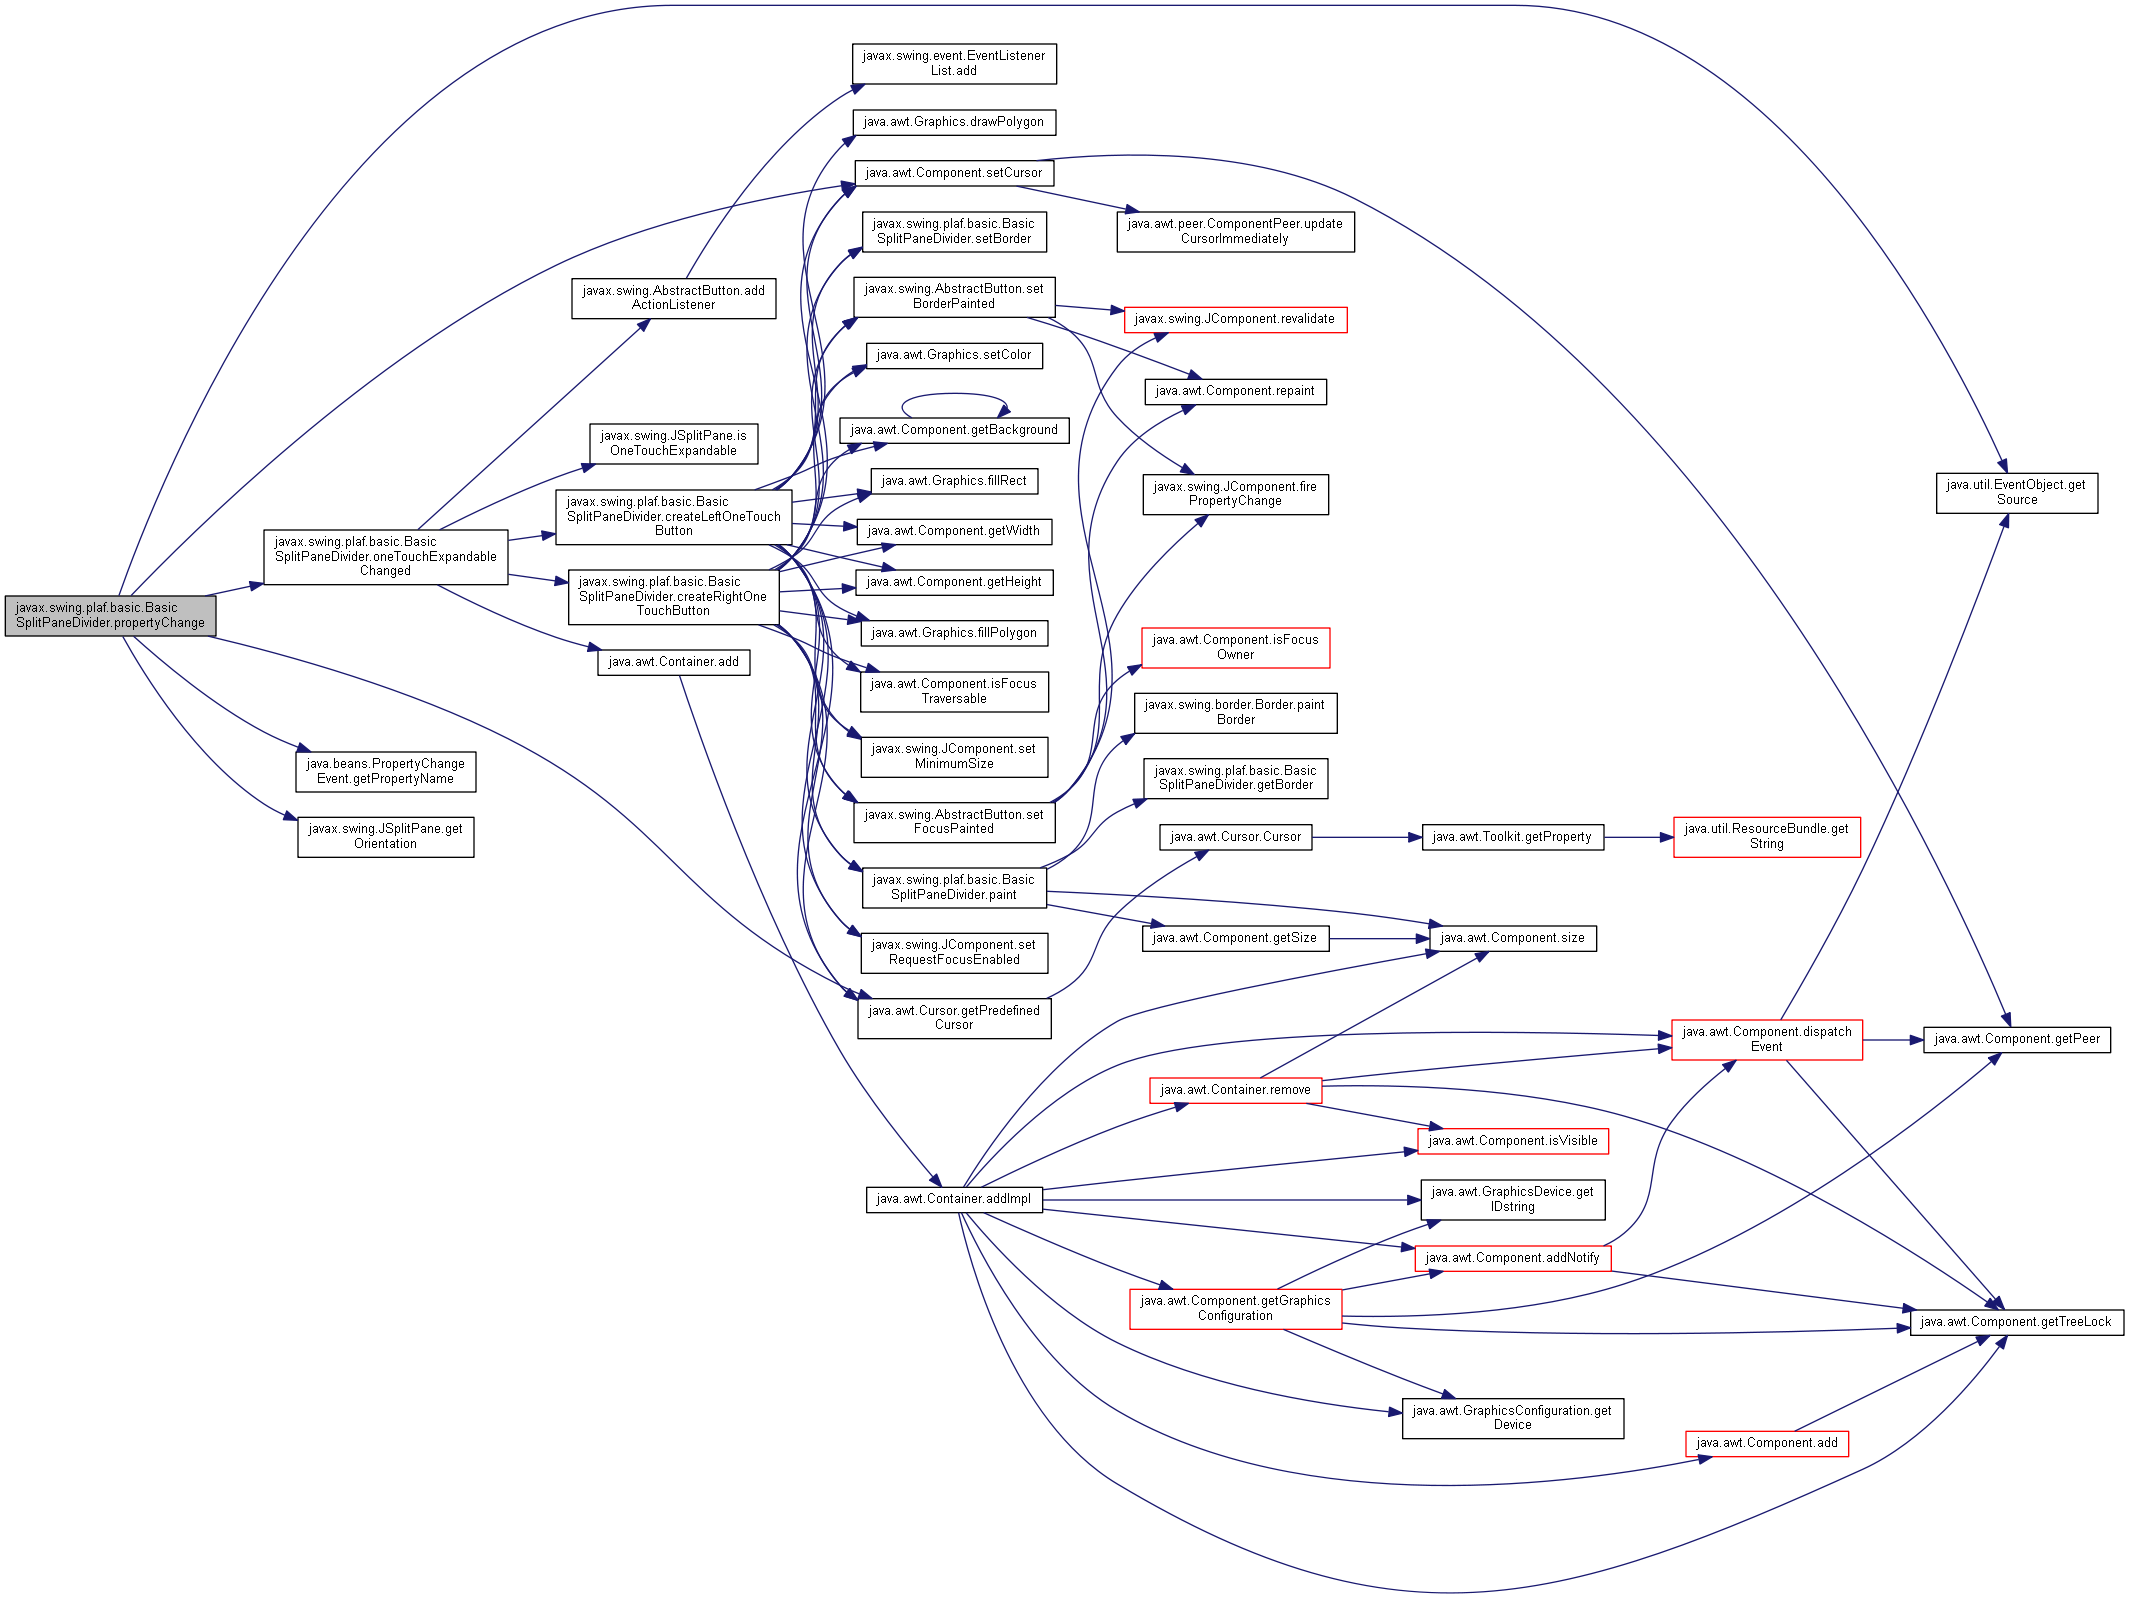 javax.swing.plaf.basic.Basic
SplitPaneDivider.propertyChange
javax.swing.plaf.basic.Basic
SplitPaneDivider.oneTouchExpandable
Changed
java.beans.PropertyChange
Event.getPropertyName
javax.swing.JSplitPane.get
Orientation
javax.swing.AbstractButton.add
ActionListener
javax.swing.JSplitPane.is
OneTouchExpandable
javax.swing.plaf.basic.Basic
SplitPaneDivider.createLeftOneTouch
Button
javax.swing.plaf.basic.Basic
SplitPaneDivider.createRightOne
TouchButton
java.awt.Container.add
javax.swing.event.EventListener
List.add
java.awt.Graphics.drawPolygon
java.awt.Component.setCursor
javax.swing.plaf.basic.Basic
SplitPaneDivider.setBorder
javax.swing.AbstractButton.set
BorderPainted
java.awt.Graphics.setColor
java.awt.Component.getBackground
java.awt.Graphics.fillRect
java.awt.Component.getWidth
java.awt.Component.getHeight
java.awt.Graphics.fillPolygon
java.awt.Component.isFocus
Traversable
javax.swing.JComponent.set
MinimumSize
javax.swing.AbstractButton.set
FocusPainted
javax.swing.plaf.basic.Basic
SplitPaneDivider.paint
javax.swing.JComponent.set
RequestFocusEnabled
java.awt.Cursor.getPredefined
Cursor
java.awt.Container.addImpl
java.awt.peer.ComponentPeer.update
CursorImmediately
javax.swing.JComponent.revalidate
java.awt.Component.repaint
javax.swing.JComponent.fire
PropertyChange
java.awt.Component.isFocus
Owner
javax.swing.border.Border.paint
Border
javax.swing.plaf.basic.Basic
SplitPaneDivider.getBorder
java.awt.Cursor.Cursor
java.awt.Component.getSize
java.awt.Container.remove
java.awt.Component.getGraphics
Configuration
java.awt.Toolkit.getProperty
java.awt.Component.size
java.awt.Component.isVisible
java.awt.GraphicsDevice.get
IDstring
java.awt.Component.addNotify
java.awt.GraphicsConfiguration.get
Device
java.util.ResourceBundle.get
String
java.awt.Component.dispatch
Event
java.awt.Component.add
java.util.EventObject.get
Source
java.awt.Component.getPeer
java.awt.Component.getTreeLock